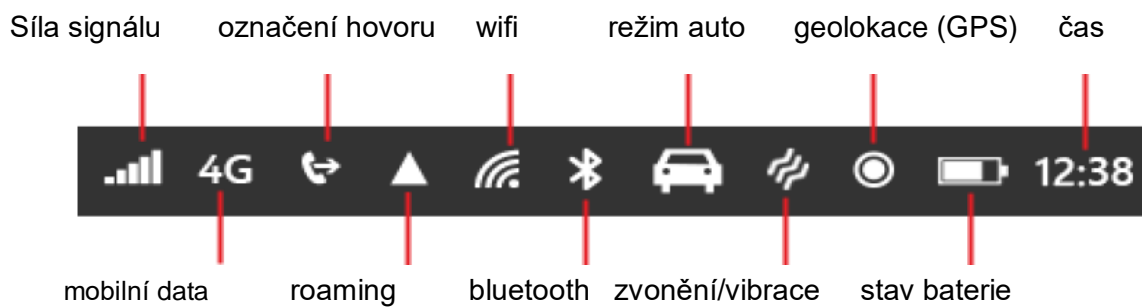 Síla signálu označení hovoru wifi režim auto geolokace (GPS) čas
4G 12:38
mobilní data roaming bluetooth zvonění/vibrace stav baterie